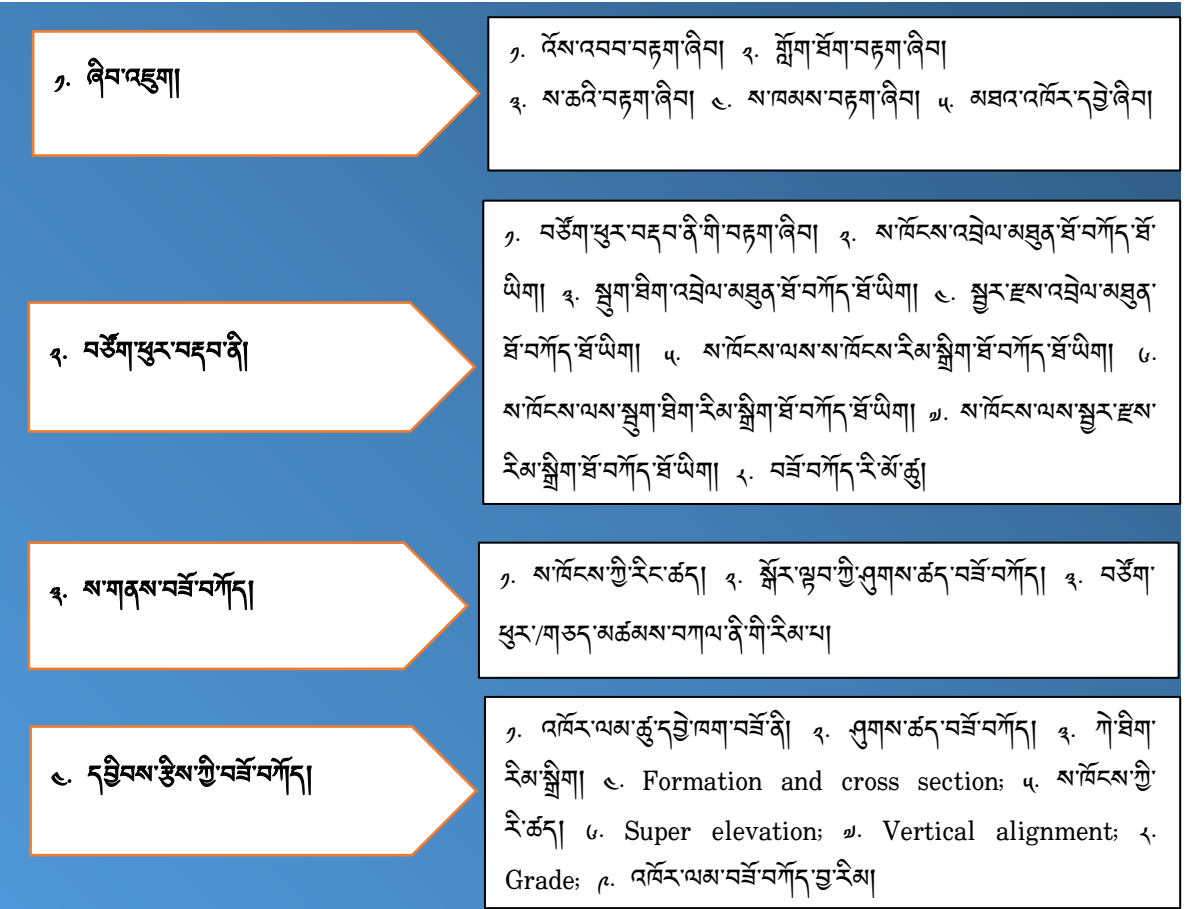 ༡. ཞིབ་འཇུག།
༡. འོས་འབབ་བརྟག་ཞིབ། ༢. གློག་ཐོག་བརྟག་ཞིབ།
༣. ས་ཆའི་བརྟག་ཞིབ། ༤. ས་ཁམས་བརྟག་ཞིབ། ༥. མཐའ་འཁོར་དབྱེ་ཞིབ།
༢. བཙོག་ཕུར་བརྡབ་ནི།
༡. བཙོག་ཕུར་བརྡབ་ནི་གི་བརྟག་ཞིབ། ༢. ས་ཁོངས་འབྲེལ་མཐུན་ཐོ་བཀོད་ཐོ་
ཡིག། ༣. སྦུག་ཐིག་འབྲེལ་མཐུན་ཐོ་བཀོད་ཐོ་ཡིག། ༤. སྦྱར་རྫས་འབྲེལ་མཐུན་
ཐོ་བཀོད་ཐོ་ཡིག། ༥. ས་ཁོངས་ལས་ས་ཁོངས་རིམ་སྒྲིག་ཐོ་བཀོད་ཐོ་ཡིག། ༦.
ས་ཁོངས་ལས་སྦུག་ཐིག་རིམ་སྒྲིག་ཐོ་བཀོད་ཐོ་ཡིག། ༧. ས་ཁོངས་ལས་སྦྱར་རྫས་
རིམ་སྒྲིག་ཐོ་བཀོད་ཐོ་ཡིག། ༨. བཟོ་བཀོད་རི་མོ་ཚུ།
༣. ས་གནས་བཟོ་བཀོད།
༡. ས་ཁོངས་ཀྱི་རིང་ཚད། ༢. སྒོར་ལྟབ་ཀྱི་ཤུགས་ཚད་བཟོ་བཀོད། ༣. བཙོག་
ཕུར་/གཅད་མཚམས་བཀལ་ནི་གི་རིམ་པ།
༤. དབྱིབས་རྩིས་ཀྱི་བཟོ་བཀོད།
༡. འཁོར་ལམ་ཚུ་དབྱེ་ཁག་བཟོ་ནི། ༢. ཤུགས་ཚད་བཟོ་བཀོད། ༣. ཀེ་ཐིག་
རིམ་སྒྲིག། ༤. Formation and cross section; ༥. ས་ཁོངས་ཀྱི་
རི་ཚད། ༦. Super elevation; ༧. Vertical alignment; ༨.
Grade; ༩. འཁོར་ལམ་བཟོ་བཀོད་བྱ་རིམ།